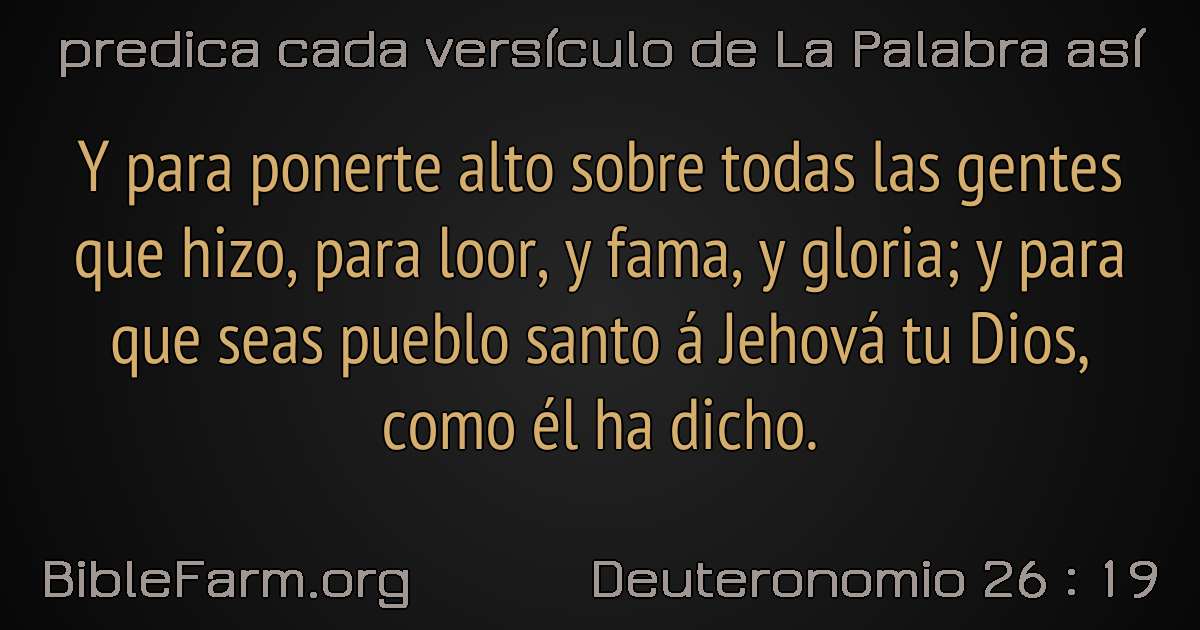 predica cada versículo de La Palabra así
Y para ponerte alto sobre todas las gentes
que hizo, para loor, y fama, y gloria; y para
que seas pueblo santo á Jehová tu Dios,
como él ha dicho.
BibleFarm.org
Deuteronomio 26 : 19